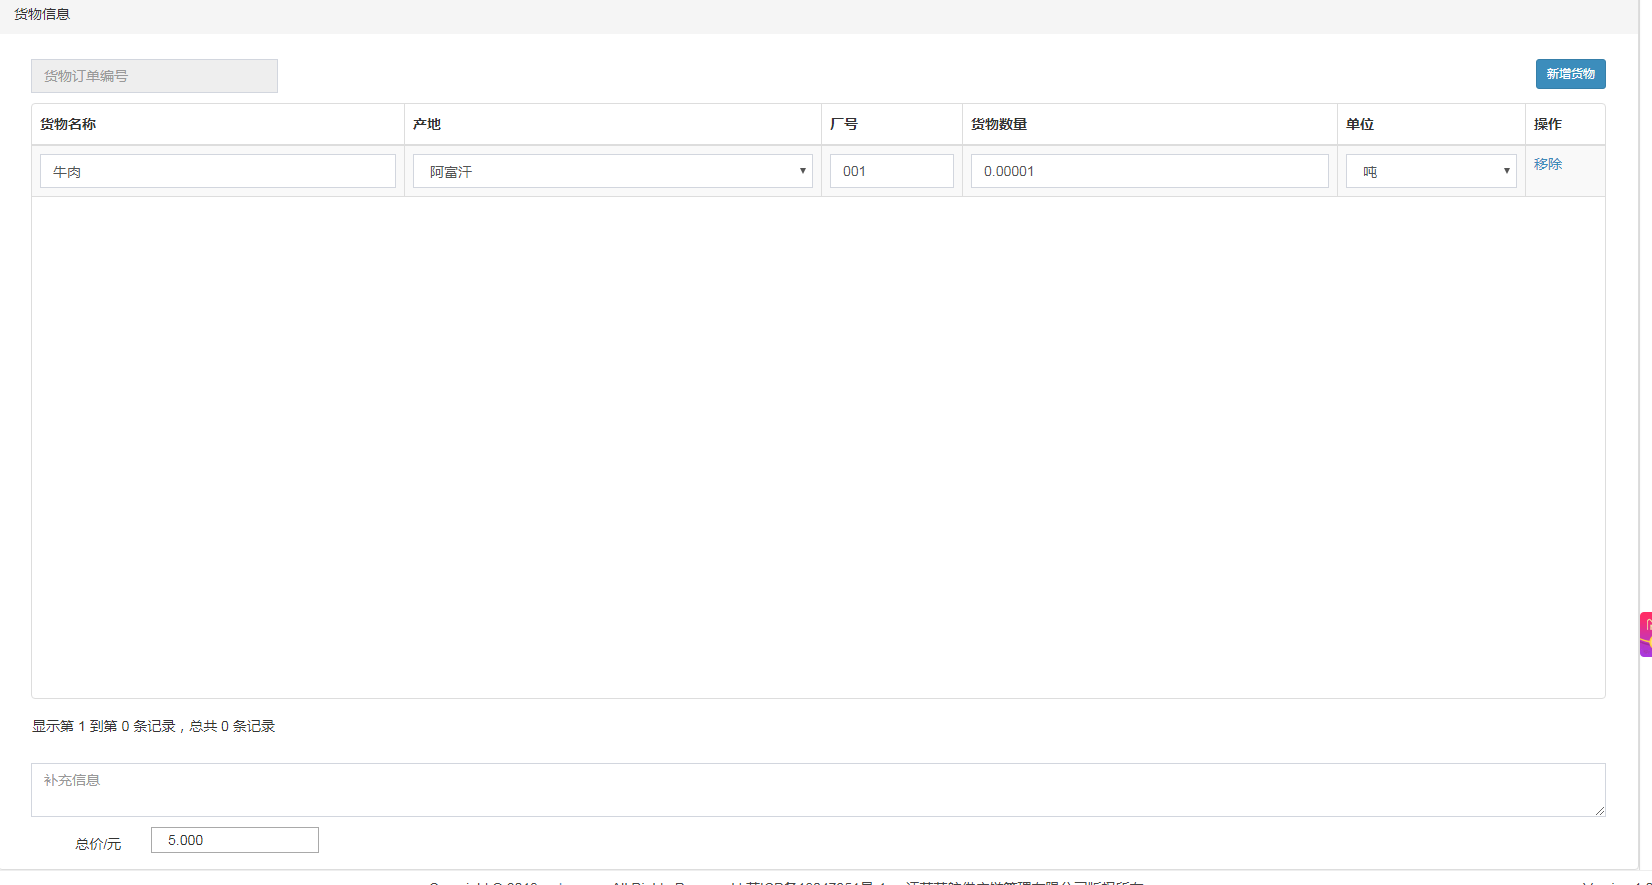 货物信息
货物订单编号
新增货物
货物名称 产地 厂号 货物数量 单位 操作
牛肉 阿富汗 001 0.00001 吨 移除
显示第 1 到第 0 条记录，总共 0 条记录
补充信息
总价/元 5.000